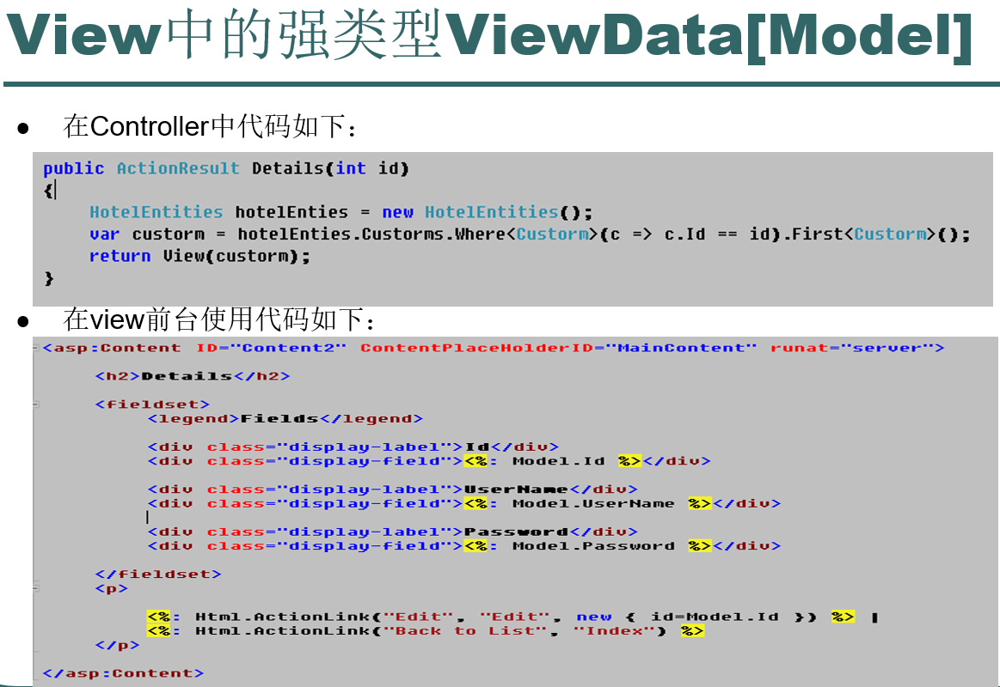 View中的强类型ViewData[Model]
● 在Controller中代码如下：
public ActionResult Details(int id)
{
HotelEntities hotelEnties = new HotelEntities();
var custorm = hotelEnties.Custorms.Where<Custorm>(c => c.Id == id).First<Custorm>();
return View(custorm);
}
● 在view前台使用代码如下：
<asp:Content ID="Content2" ContentPlaceHolderID="MainContent" runat="server">
<h2>Details</h2>
<fieldset>
<legend>Fields</legend>
<div class="display-label">Id</div>
<div class="display-field"><%: Model.Id %></div>
<div class="display-label">UserName</div>
<div class="display-field"><%: Model.UserName %></div>
<div class="display-label">Password</div>
<div class="display-field"><%: Model.Password %></div>
</fieldset>
<p>
<%: Html.ActionLink("Edit", "Edit", new { id=Model.Id }) %> |
<%: Html.ActionLink("Back to List", "Index") %>
</p>
</asp:Content>